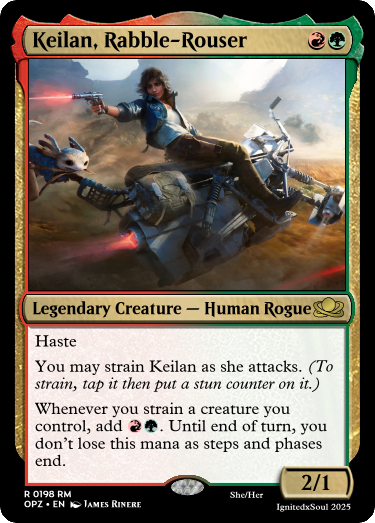 Keilan, Rabble-Rouser
Legendary Creature — Human Rogue
Haste
You may strain Keilan as she attacks. (To
strain, tap it then put a stun counter on it.)
Whenever you strain a creature you
control, add . Until end of turn, you
don't lose this mana as steps and phases
end.
2/1
R 0198 RM
OPZ • EN James Rinere
She/Her
IgnitedxSoul 2025